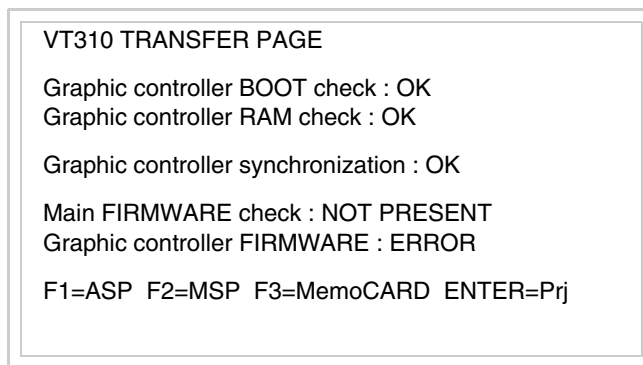 VT310 TRANSFER PAGE
Graphic controller BOOT check : OK
Graphic controller RAM check : OK
Graphic controller synchronization : OK
Main FIRMWARE check : NOT PRESENT
Graphic controller FIRMWARE : ERROR
F1=ASP F2=MSP F3=MemoCARD ENTER=Prj